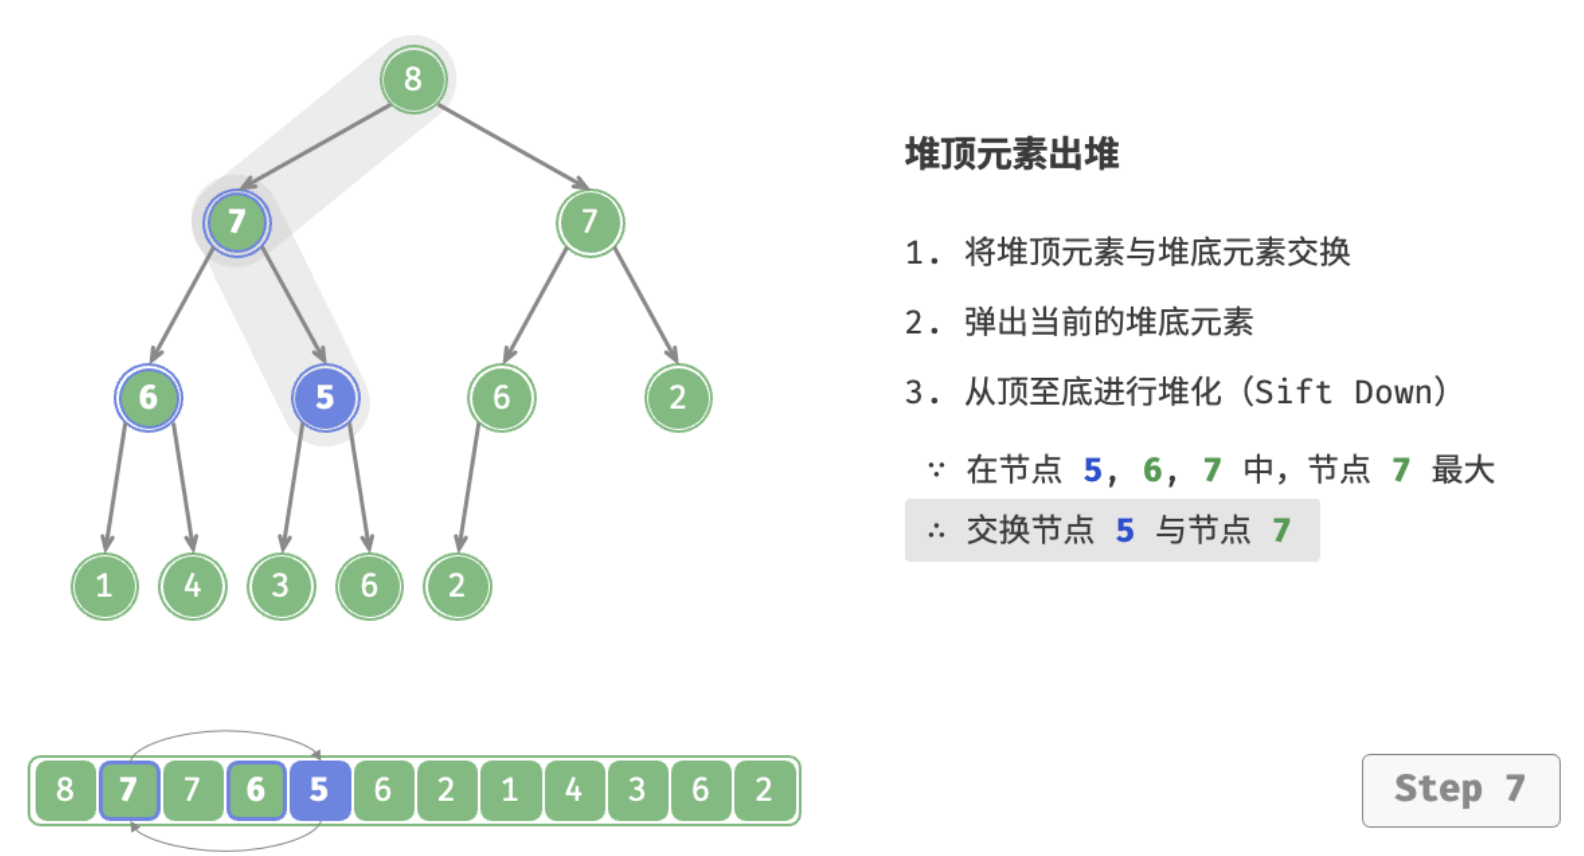 8
堆顶元素出堆
7 7
1. 将堆顶元素与堆底元素交换
2. 弹出当前的堆底元素
6 5 6 2
3. 从顶至底进行堆化（Sift Down）
∵ 在节点 5, 6, 7 中，节点 7 最大
∴ 交换节点 5 与节点 7
1 4 3 6 2
8 7 7 6 5 6 2 1 4 3 6 2
Step 7